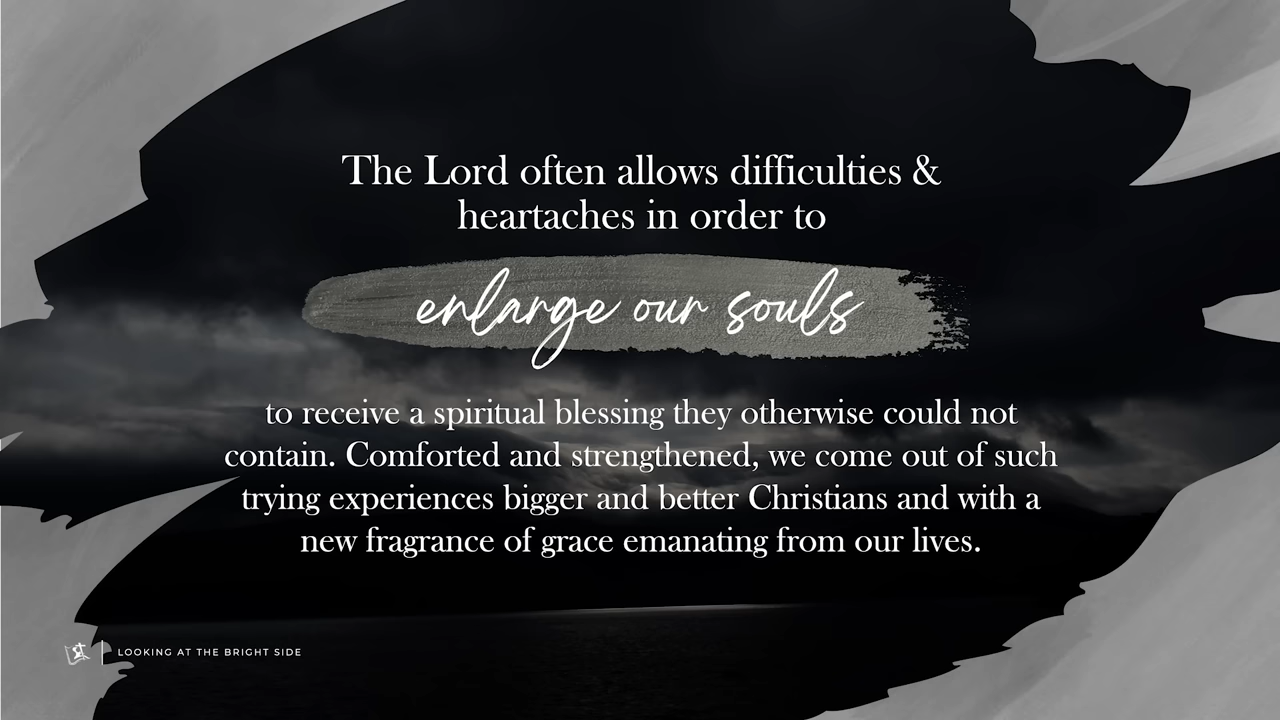 The Lord often allows difficulties &
heartaches in order to
enlarge our souls
to receive a spiritual blessing they otherwise could not
contain. Comforted and strengthened, we come out of such
trying experiences bigger and better Christians and with a
new fragrance of grace emanating from our lives.
LOOKING AT THE BRIGHT SIDE